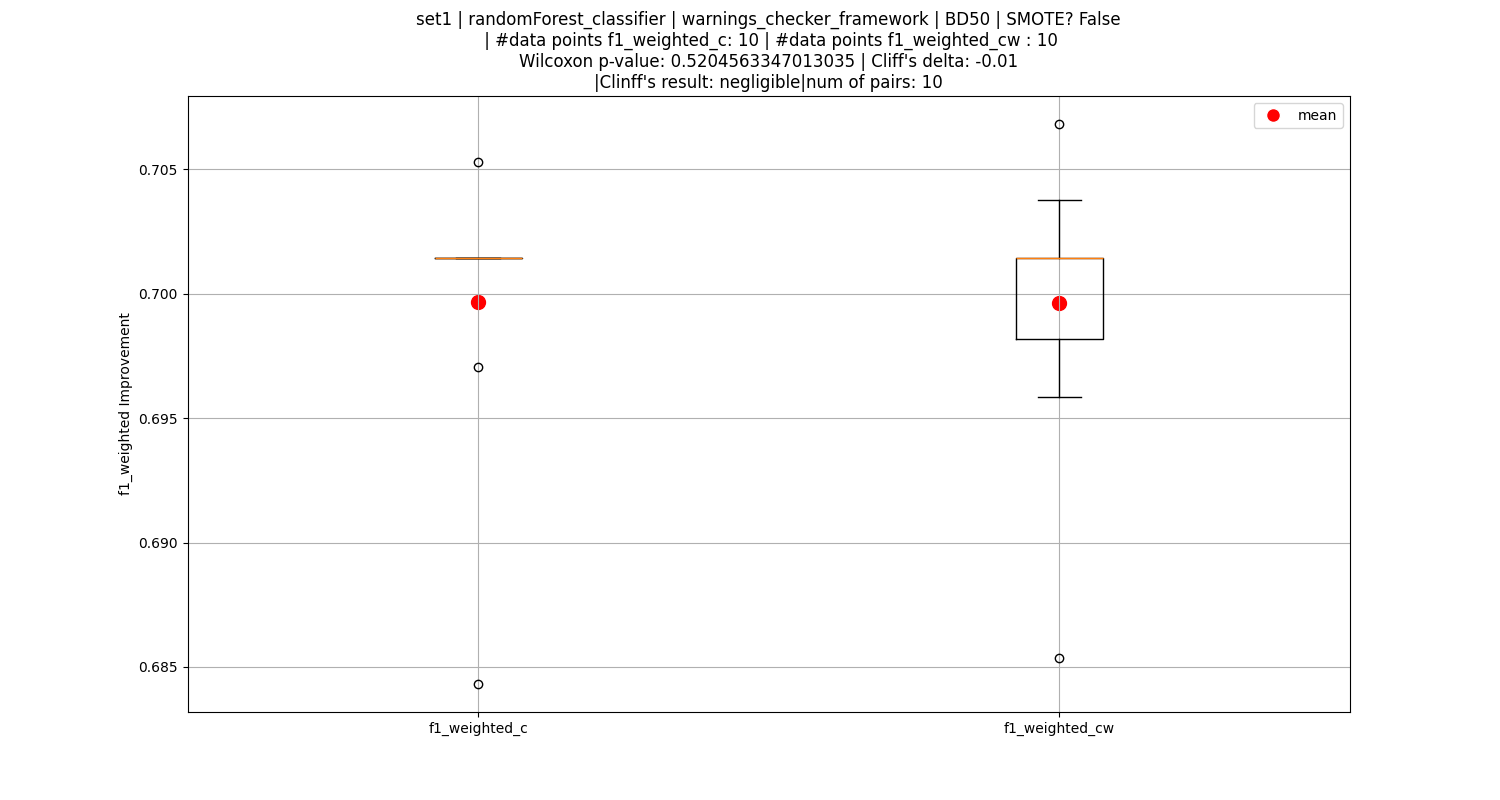 set1 | randomForest_classifier | warnings_checker_framework | BD50 | SMOTE? False
| #data points f1_weighted_c: 10 | #data points f1_weighted_cw : 10
Wilcoxon p-value: 0.5204563347013035 | Cliff's delta: -0.01
|Clinff's result: negligible|num of pairs: 10
mean
0.705
0.700
0.695
0.690
0.685
f1_weighted Improvement
f1_weighted_c
f1_weighted_cw